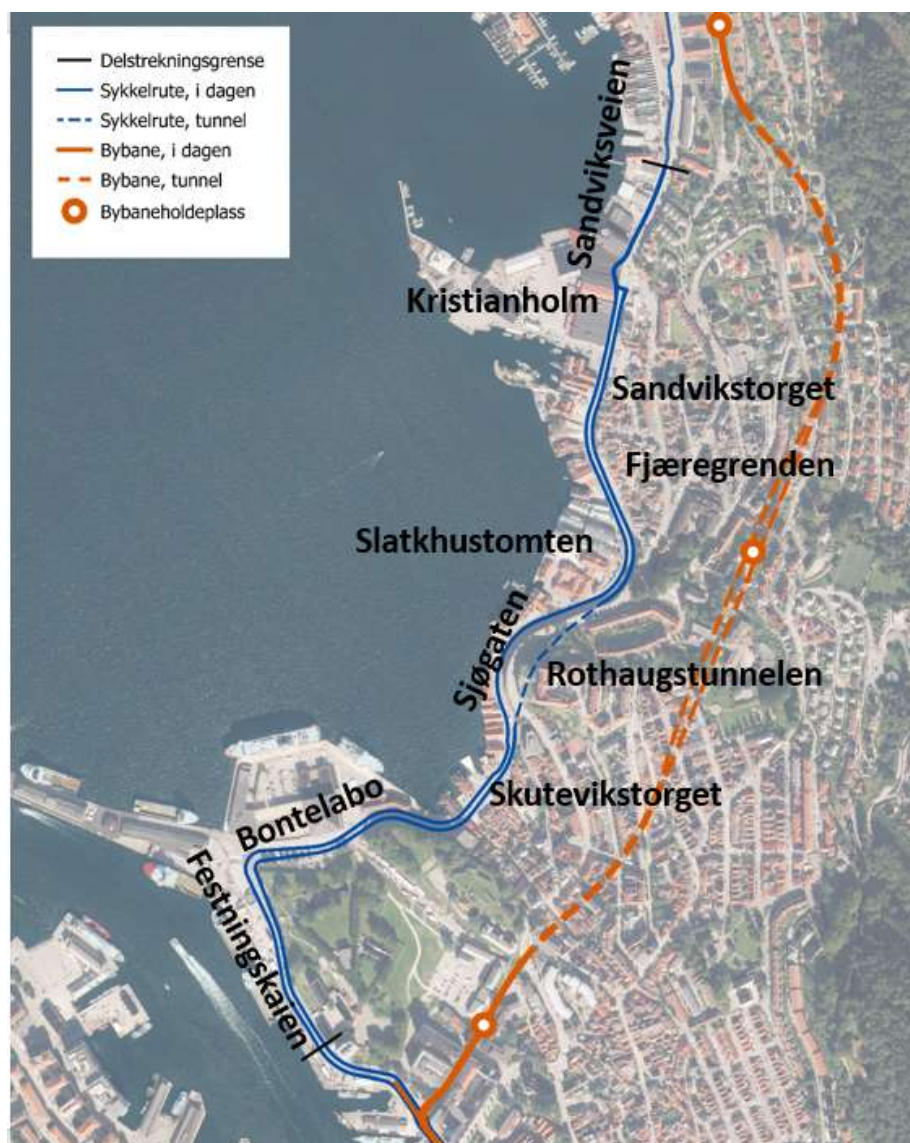 Delstrekningsgrense
Sykkelrute, i dagen
Sykkelrute, tunnel
Bybane, i dagen
Bybane, tunnel
Bybaneholdeplass
Sandviksveien
Kristianholm
Sandvikstorget
Fjæregrenden
Slatkhustomten
Sjøgaten
Rothaugstunnelen
Skutevikstorget
Bontelabo
Festningskaien